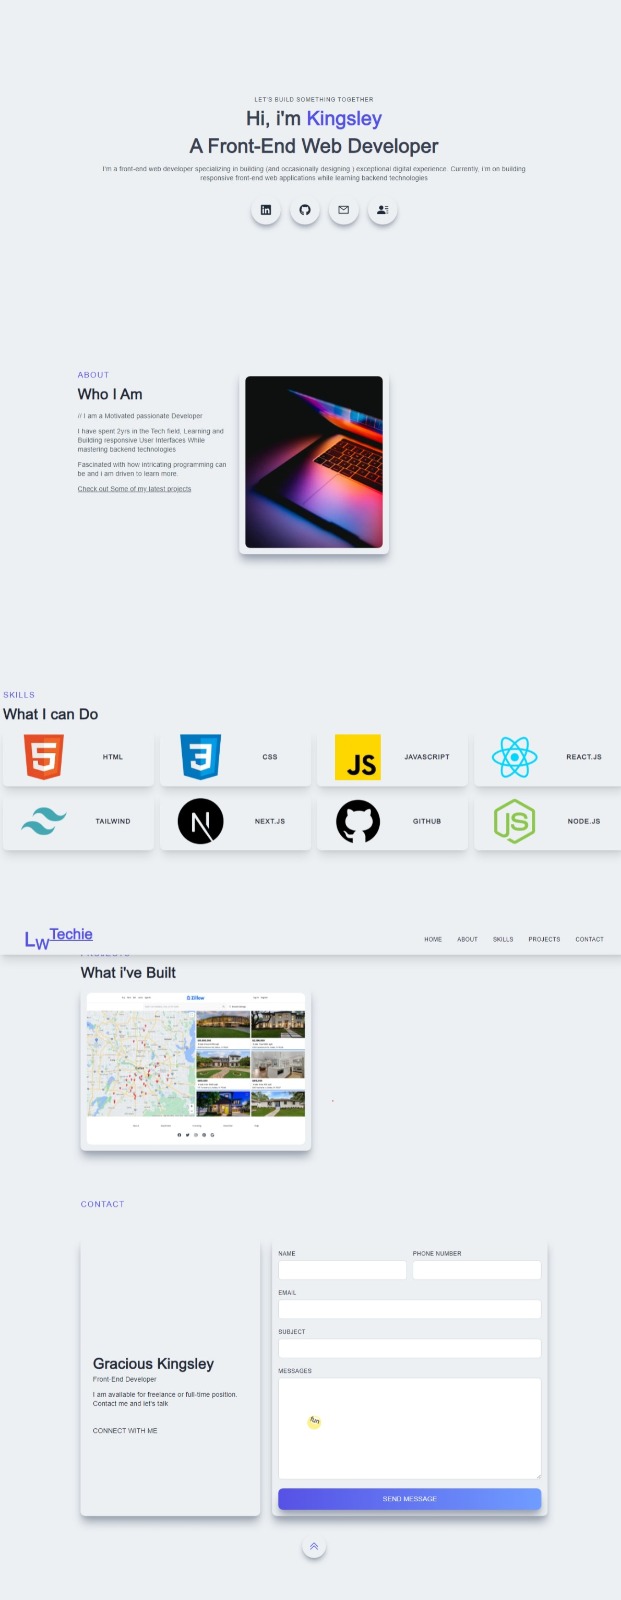 LET'S BUILD SOMETHING TOGETHER
Hi, i'm Kingsley
A Front-End Web Developer
I'm a front-end web developer specializing in building (and occasionally designing ) exceptional digital experience. Currently, i'm on building
responsive front-end web applications while learning backend technologies
ABOUT
Who I Am
// I am a Motivated passionate Developer
I have spent 2yrs in the Tech field, Learning and
Building responsive User Interfaces While
mastering backend technologies
Fascinated with how intricating programming can
be and i am driven to learn more.
Check out Some of my latest projects
SKILLS
What I can Do
HTML
CSS
JS
JAVASCRIPT
REACT.JS
TAILWIND
N
NEXT.JS
GITHUB
JS
NODE.JS
LW Techie
HOME
ABOUT
SKILLS
PROJECTS
CONTACT
What i've Built
Zillow
CONTACT
NAME
PHONE NUMBER
EMAIL
SUBJECT
MESSAGES
fun
Gracious Kingsley
Front-End Developer
I am available for freelance or full-time position.
Contact me and let's talk
CONNECT WITH ME
SEND MESSAGE